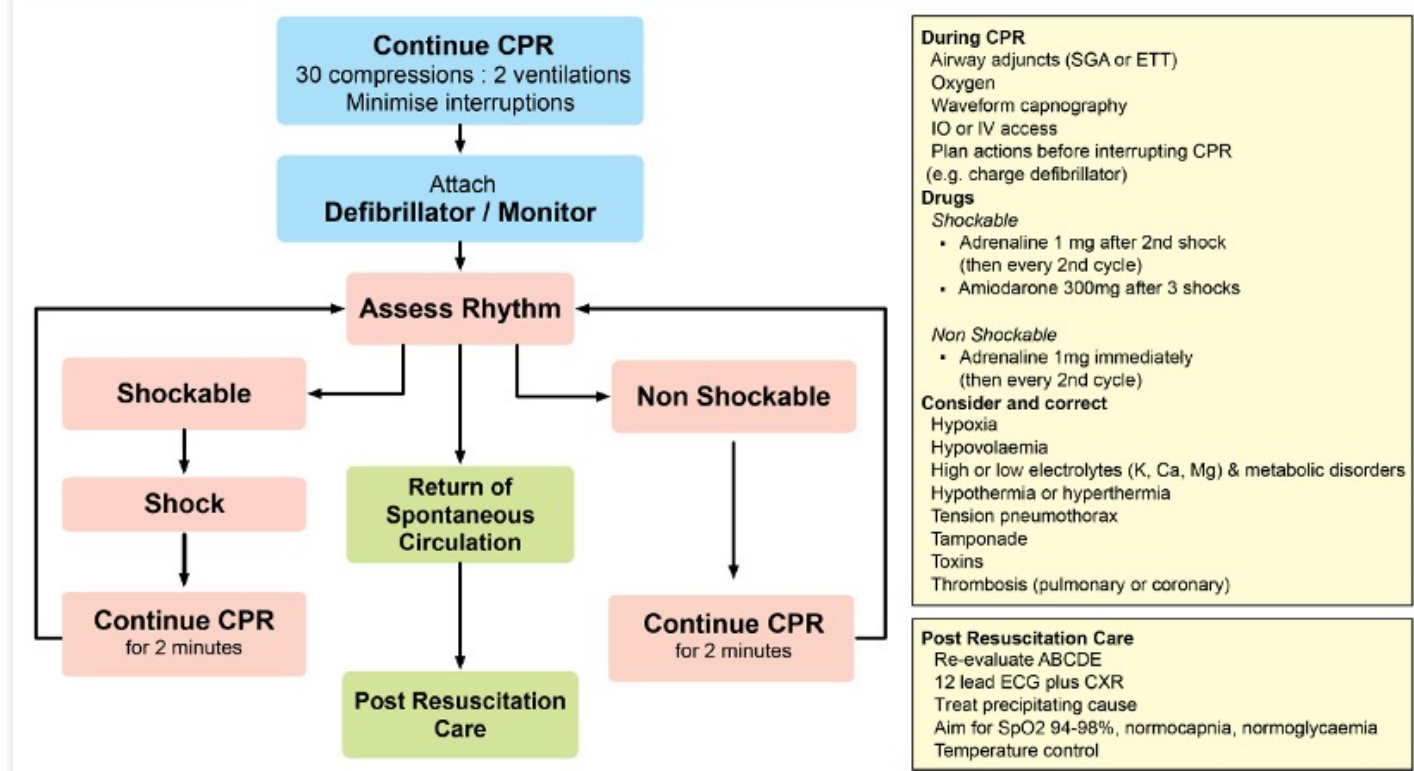 Continue CPR
30 compressions : 2 ventilations
Minimise interruptions
Attach
Defibrillator / Monitor
Assess Rhythm
Shockable
Non Shockable
Shock
Return of
Spontaneous
Circulation
Continue CPR
for 2 minutes
Continue CPR
for 2 minutes
Post Resuscitation
Care
During CPR
Airway adjuncts (SGA or ETT)
Oxygen
Waveform capnography
IO or IV access
Plan actions before interrupting CPR
(e.g. charge defibrillator)
Drugs
Shockable
▪ Adrenaline 1 mg after 2nd shock
(then every 2nd cycle)
▪ Amiodarone 300mg after 3 shocks
Non Shockable
▪ Adrenaline 1mg immediately
(then every 2nd cycle)
Consider and correct
Hypoxia
Hypovolaemia
High or low electrolytes (K, Ca, Mg) & metabolic disorders
Hypothermia or hyperthermia
Tension pneumothorax
Tamponade
Toxins
Thrombosis (pulmonary or coronary)
Post Resuscitation Care
Re-evaluate ABCDE
12 lead ECG plus CXR
Treat precipitating cause
Aim for SpO2 94-98%, normocapnia, normoglycaemia
Temperature control